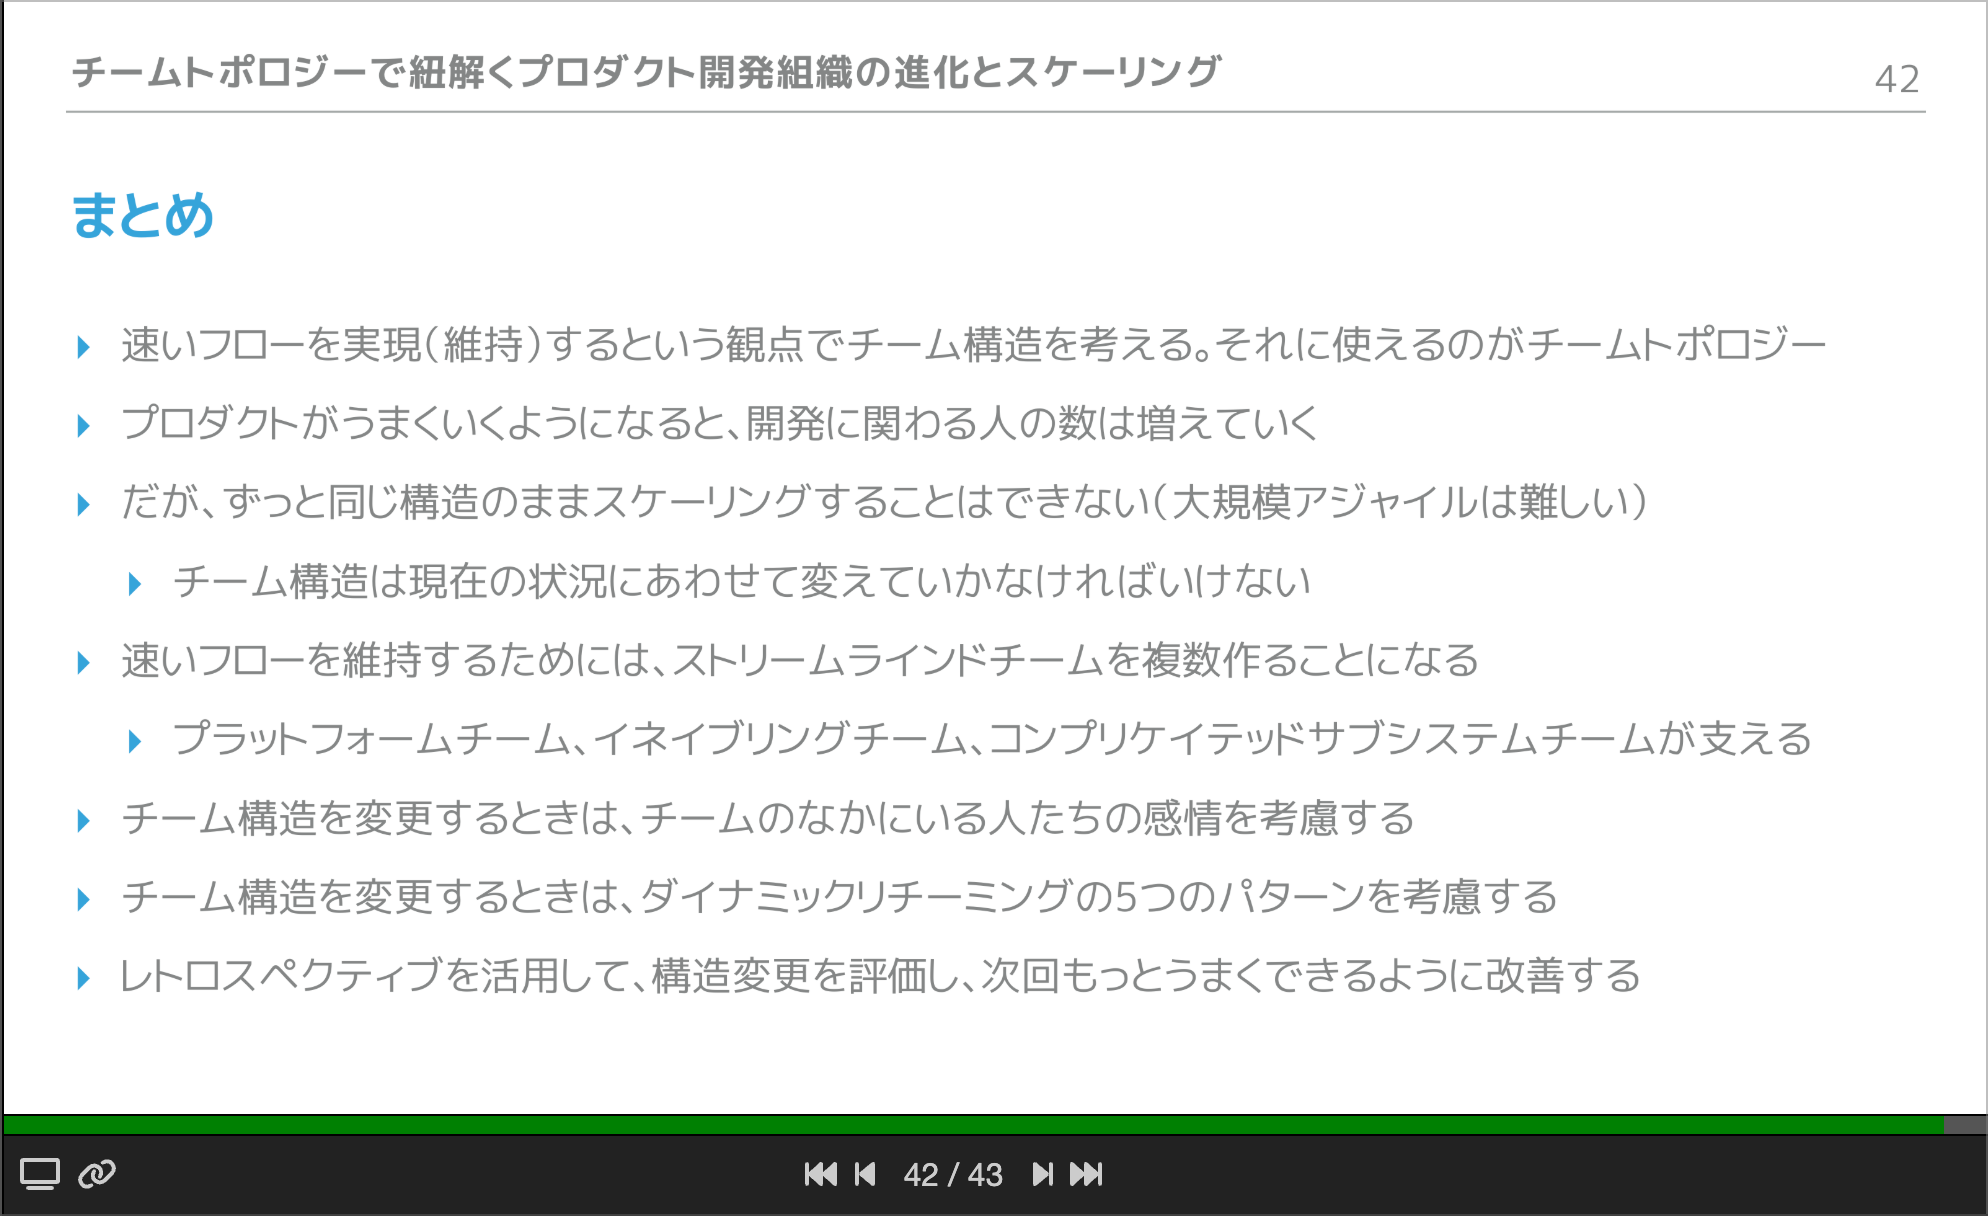 チームトポロジーで紐解くプロダクト開発組織の進化とスケーリング
42
まとめ
速いフローを実現(維持)するという観点でチーム構造を考える。それに使えるのがチームトポロジー
プロダクトがうまくいくようになると、開発に関わる人の数は増えていく
だが、ずっと同じ構造のままスケーリングすることはできない(大規模アジャイルは難しい)
チーム構造は現在の状況にあわせて変えていかなければいけない
速いフローを維持するためには、ストリームラインドチームを複数作ることになる
プラットフォームチーム、イネイブリングチーム、コンプリケイテッドサブシステムチームが支える
チーム構造を変更するときは、チームのなかにいる人たちの感情を考慮する
チーム構造を変更するときは、ダイナミックリチーミングの5つのパターンを考慮する
レトロスペクティブを活用して、構造変更を評価し、次回もっとうまくできるように改善する
42 / 43